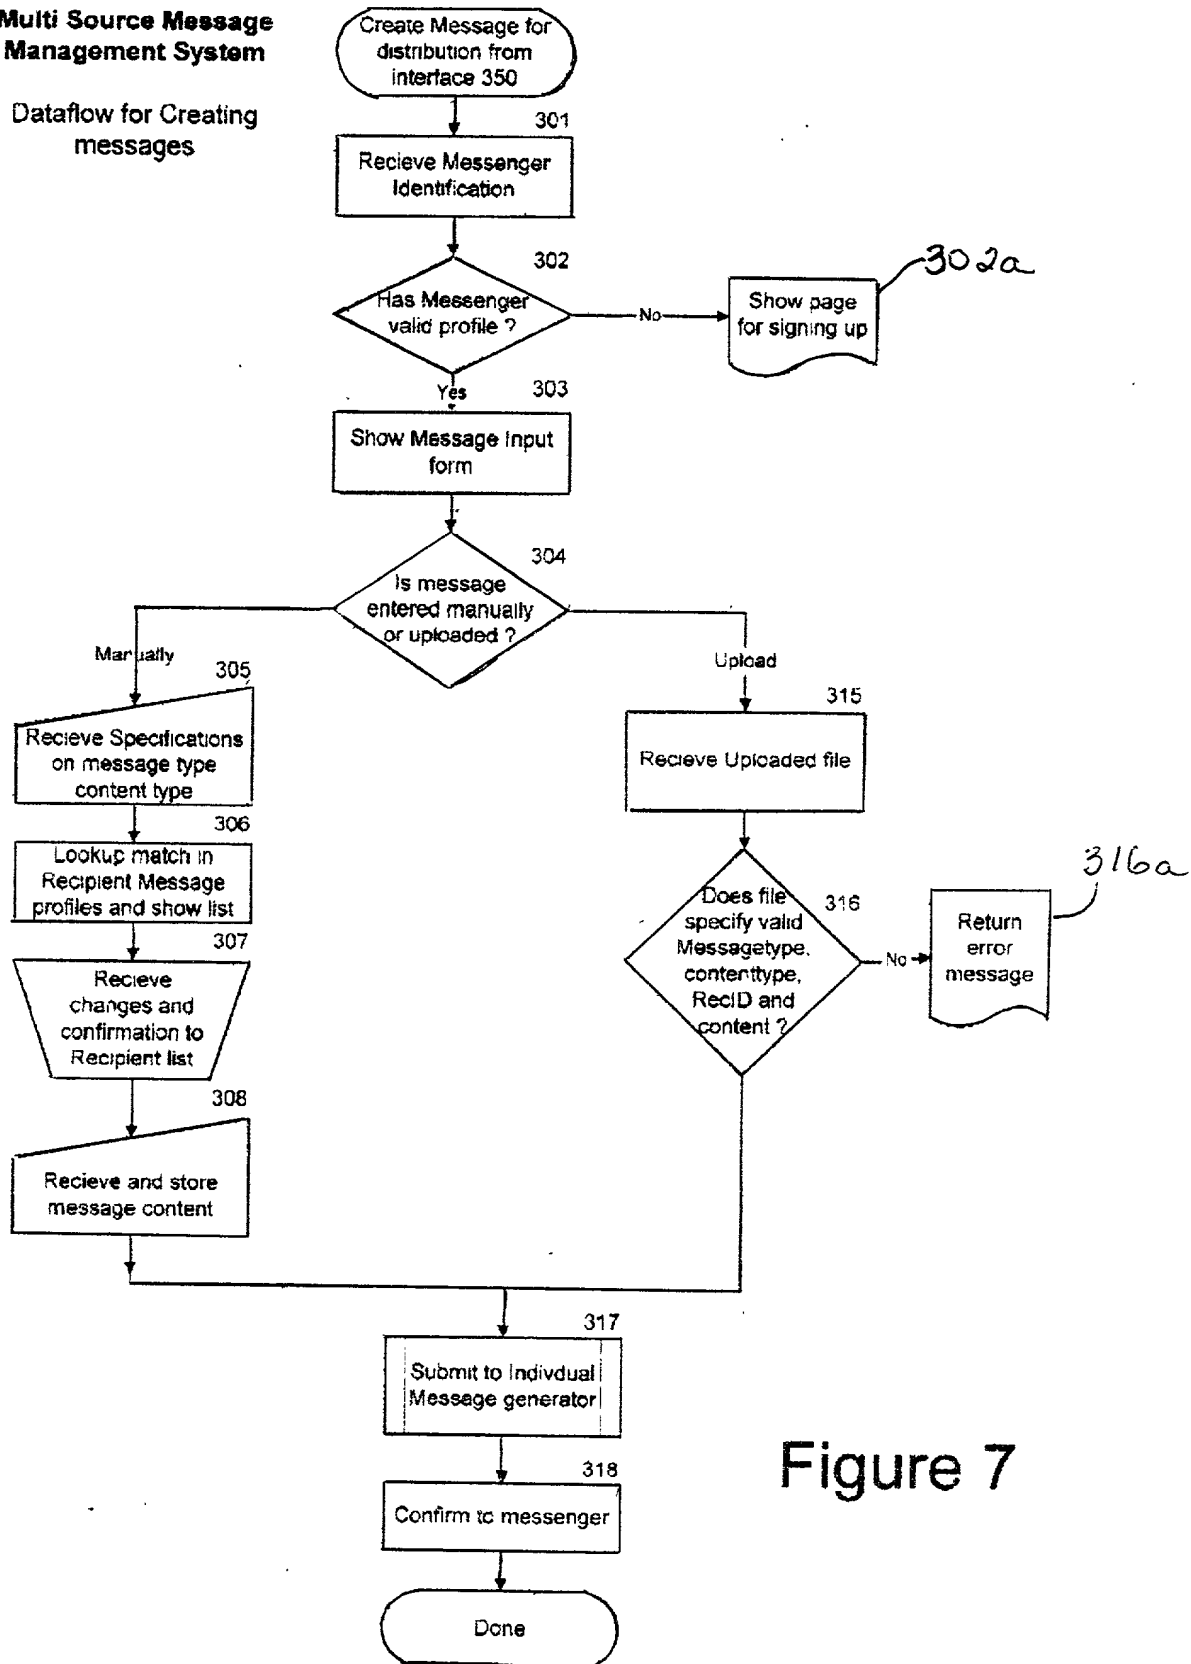 Multi Source Message
Management System
Dataflow for Creating
messages
Create Message for
distribution from
interface 350
301
Recieve Messenger
Identification
302
Has Messenger
valid profile ?
No
302a
Show page
for signing up
Yes
303
Show Message Input
form
304
Is message
entered manually
or uploaded ?
Manually
305
Recieve Specifications
on message type
content type
306
Lookup match in
Recipient Message
profiles and show list
307
Recieve
changes and
confirmation to
Recipient list
308
Recieve and store
message content
Upload
315
Recieve Uploaded file
316
Does file
specify valid
Messagetype,
contenttype,
RecID and
content ?
No
316a
Return
error
message
317
Submit to Indivdual
Message generator
318
Confirm to messenger
Done
Figure 7